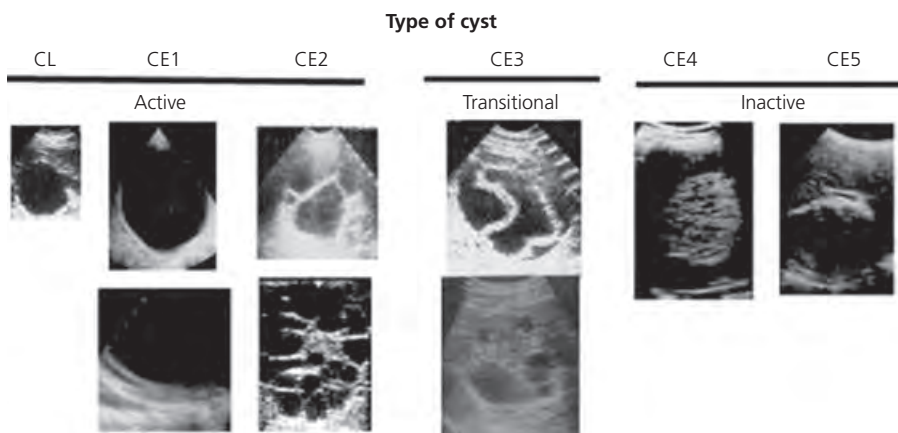 Type of cyst
CL CE1 CE2 CE3 CE4 CE5
Active Transitional Inactive